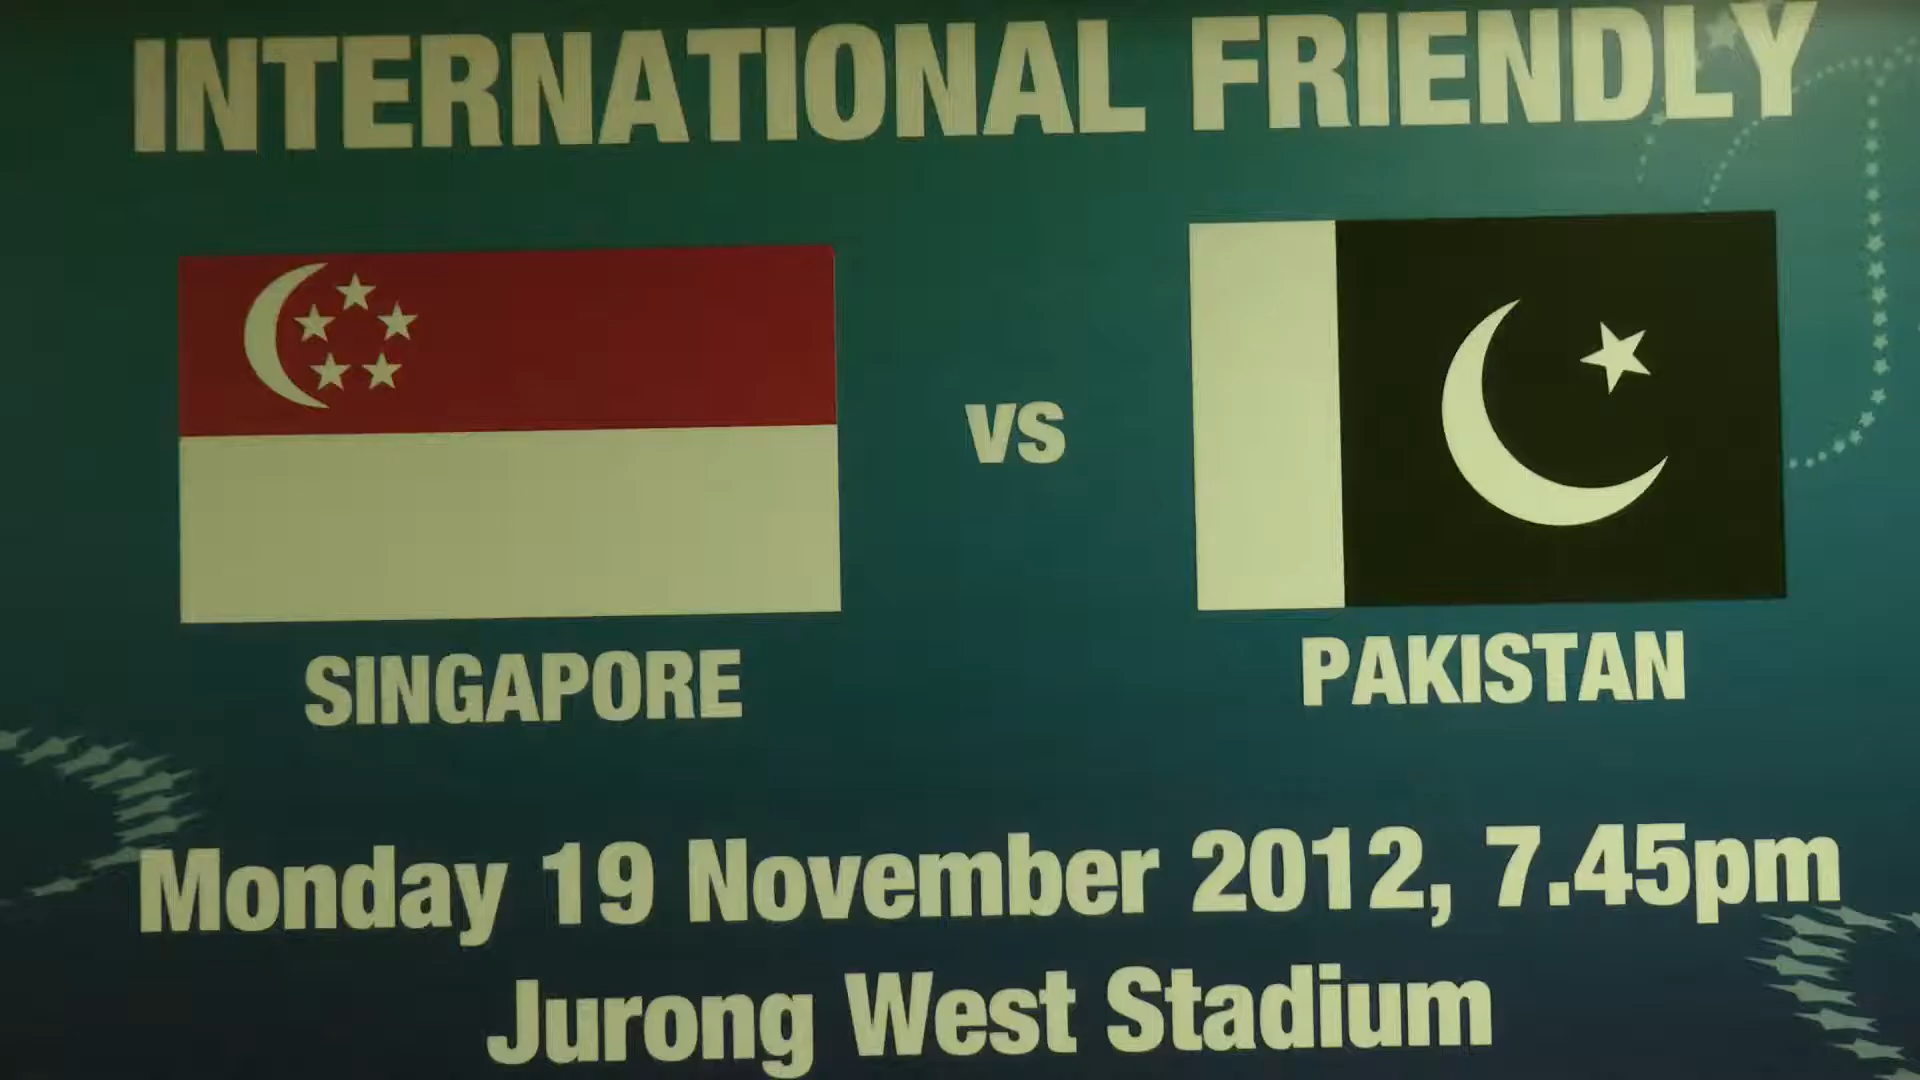 INTERNATIONAL FRIENDLY
VS
SINGAPORE
PAKISTAN
Monday 19 November 2012, 7.45pm
Jurong West Stadium